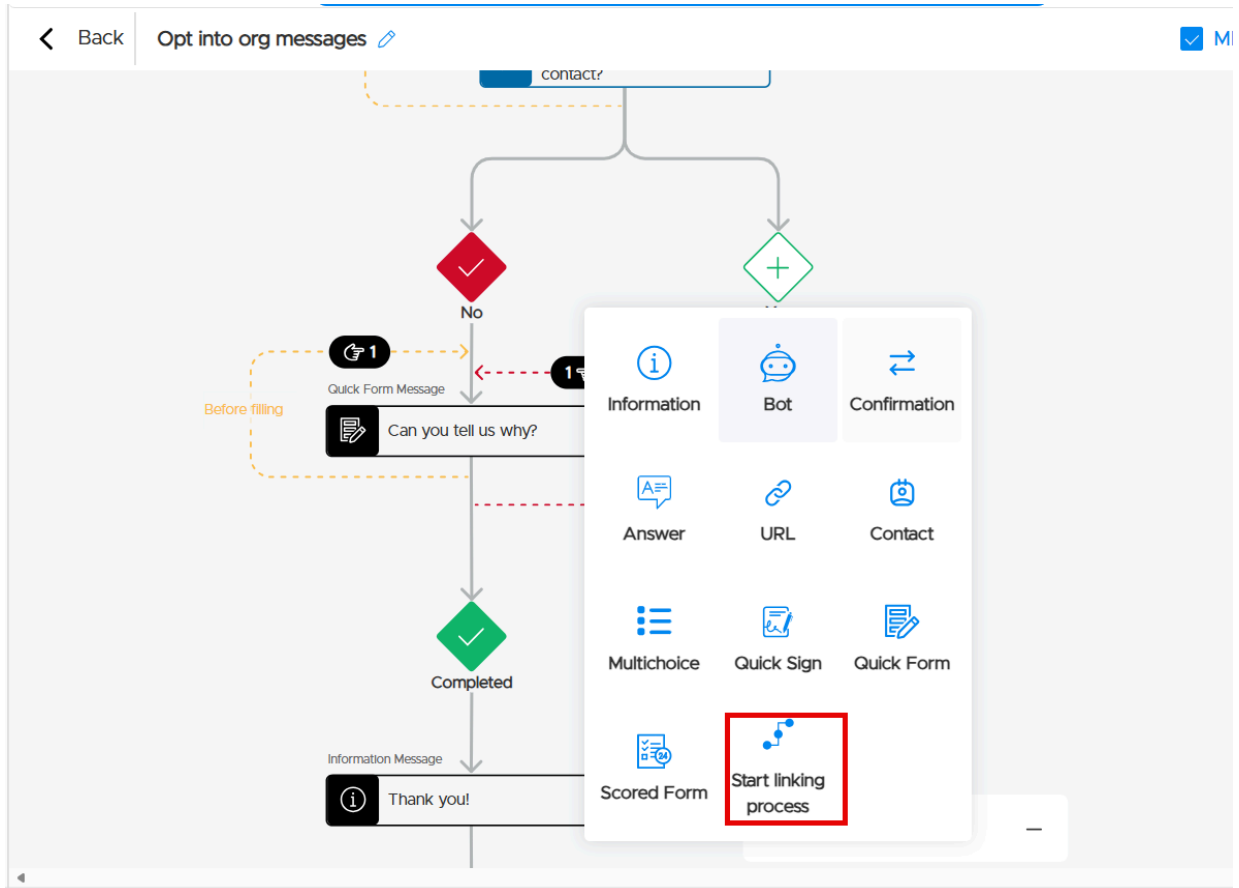 Back
Opt into org messages
contact?
No
1
1
Quick Form Message
Before filling
Can you tell us why?
Completed
Information Message
Thank you!
Information
Bot
Confirmation
Answer
URL
Contact
Multichoice
Quick Sign
Quick Form
Scored Form
24
Start linking
process